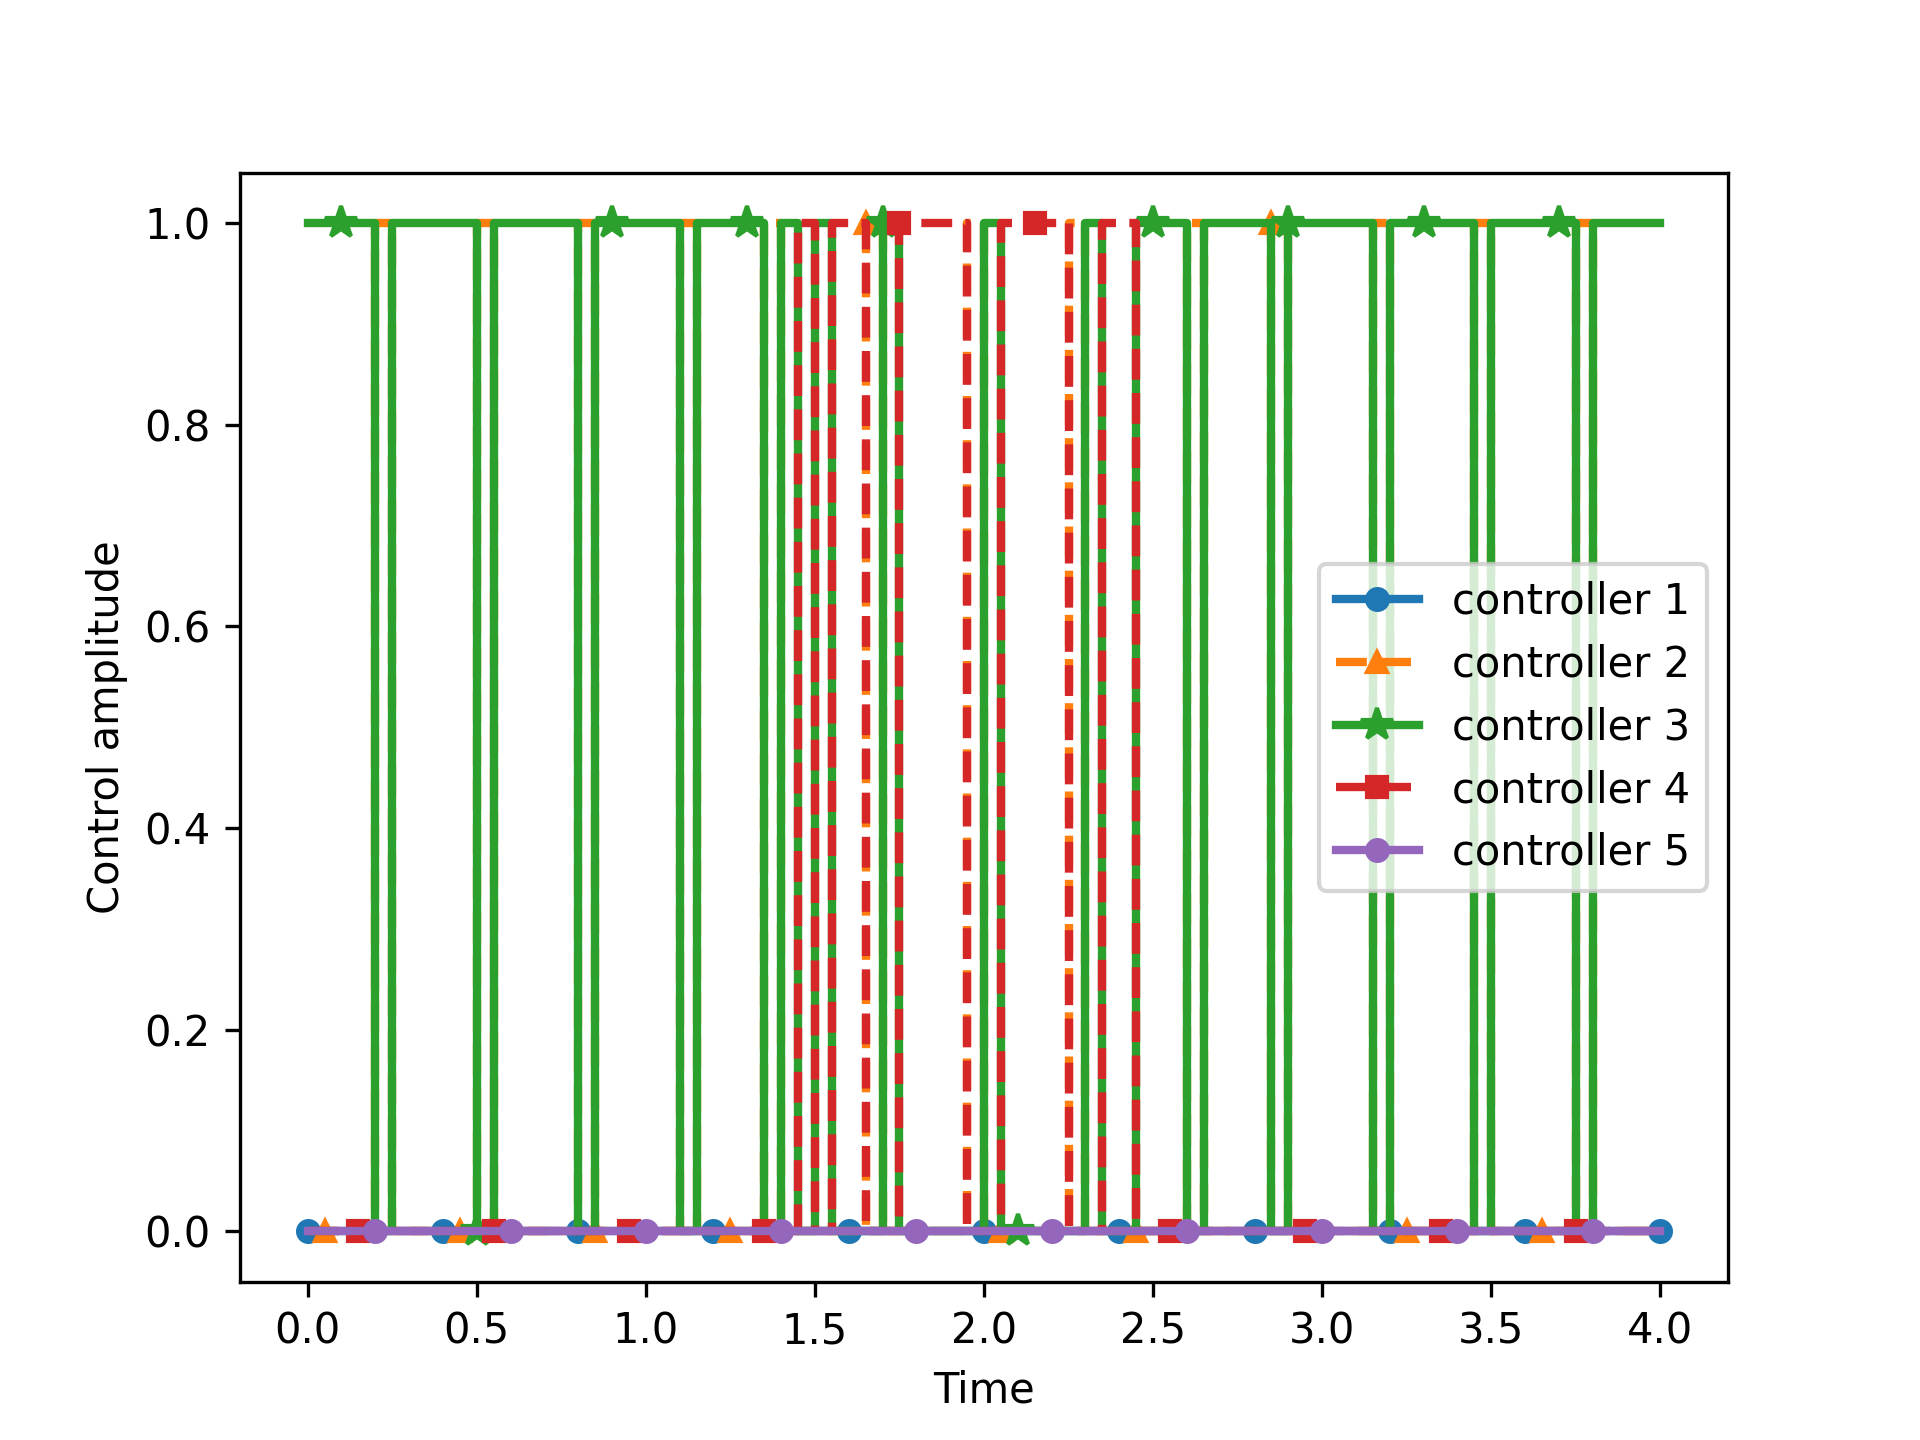 1.0
0.8
0.6
0.4
0.2
0.0
Control amplitude
controller 1
controller 2
controller 3
controller 4
controller 5
0.0 0.5 1.0 1.5 2.0 2.5 3.0 3.5 4.0
Time